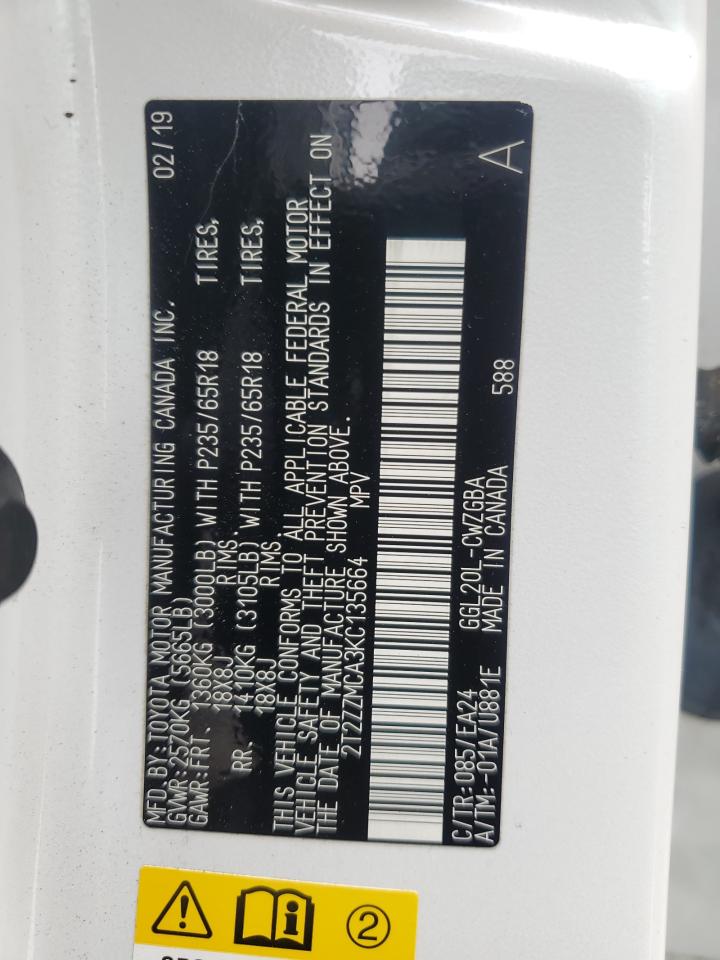 MFD.BY:TOYOTA MOTOR MANUFACTURING CANADA INC. 02/19
GVWR:2570KG (5665LB)
GAWR:FRT. 1360KG (3000LB) WITH P235/65R18 TIRES,
18X8J RIMS.
RR. 1410KG (3105LB) WITH P235/65R18 TIRES,
18X8J RIMS.
THIS VEHICLE CONFORMS TO ALL APPLICABLE FEDERAL MOTOR
VEHICLE SAFETY AND THEFT PREVENTION STANDARDS IN EFFECT ON
THE DATE OF MANUFACTURE SHOWN ABOVE.
2T2ZZMCA3KC135664 MPV
C/TR:085/EA24 GGL20L-CWZGBA
A/TM:-01A/U881E MADE IN CANADA 588 A
2